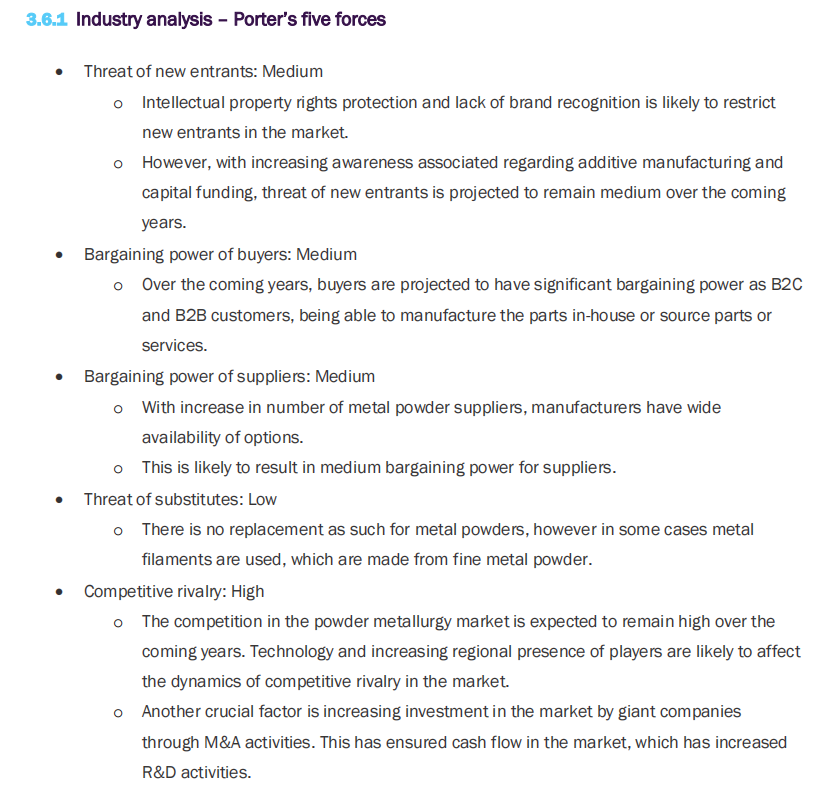 3.6.1 Industry analysis – Porter's five forces
• Threat of new entrants: Medium
o Intellectual property rights protection and lack of brand recognition is likely to restrict
new entrants in the market.
o However, with increasing awareness associated regarding additive manufacturing and
capital funding, threat of new entrants is projected to remain medium over the coming
years.
• Bargaining power of buyers: Medium
o Over the coming years, buyers are projected to have significant bargaining power as B2C
and B2B customers, being able to manufacture the parts in-house or source parts or
services.
• Bargaining power of suppliers: Medium
o With increase in number of metal powder suppliers, manufacturers have wide
availability of options.
o This is likely to result in medium bargaining power for suppliers.
• Threat of substitutes: Low
o There is no replacement as such for metal powders, however in some cases metal
filaments are used, which are made from fine metal powder.
• Competitive rivalry: High
o The competition in the powder metallurgy market is expected to remain high over the
coming years. Technology and increasing regional presence of players are likely to affect
the dynamics of competitive rivalry in the market.
o Another crucial factor is increasing investment in the market by giant companies
through M&A activities. This has ensured cash flow in the market, which has increased
R&D activities.